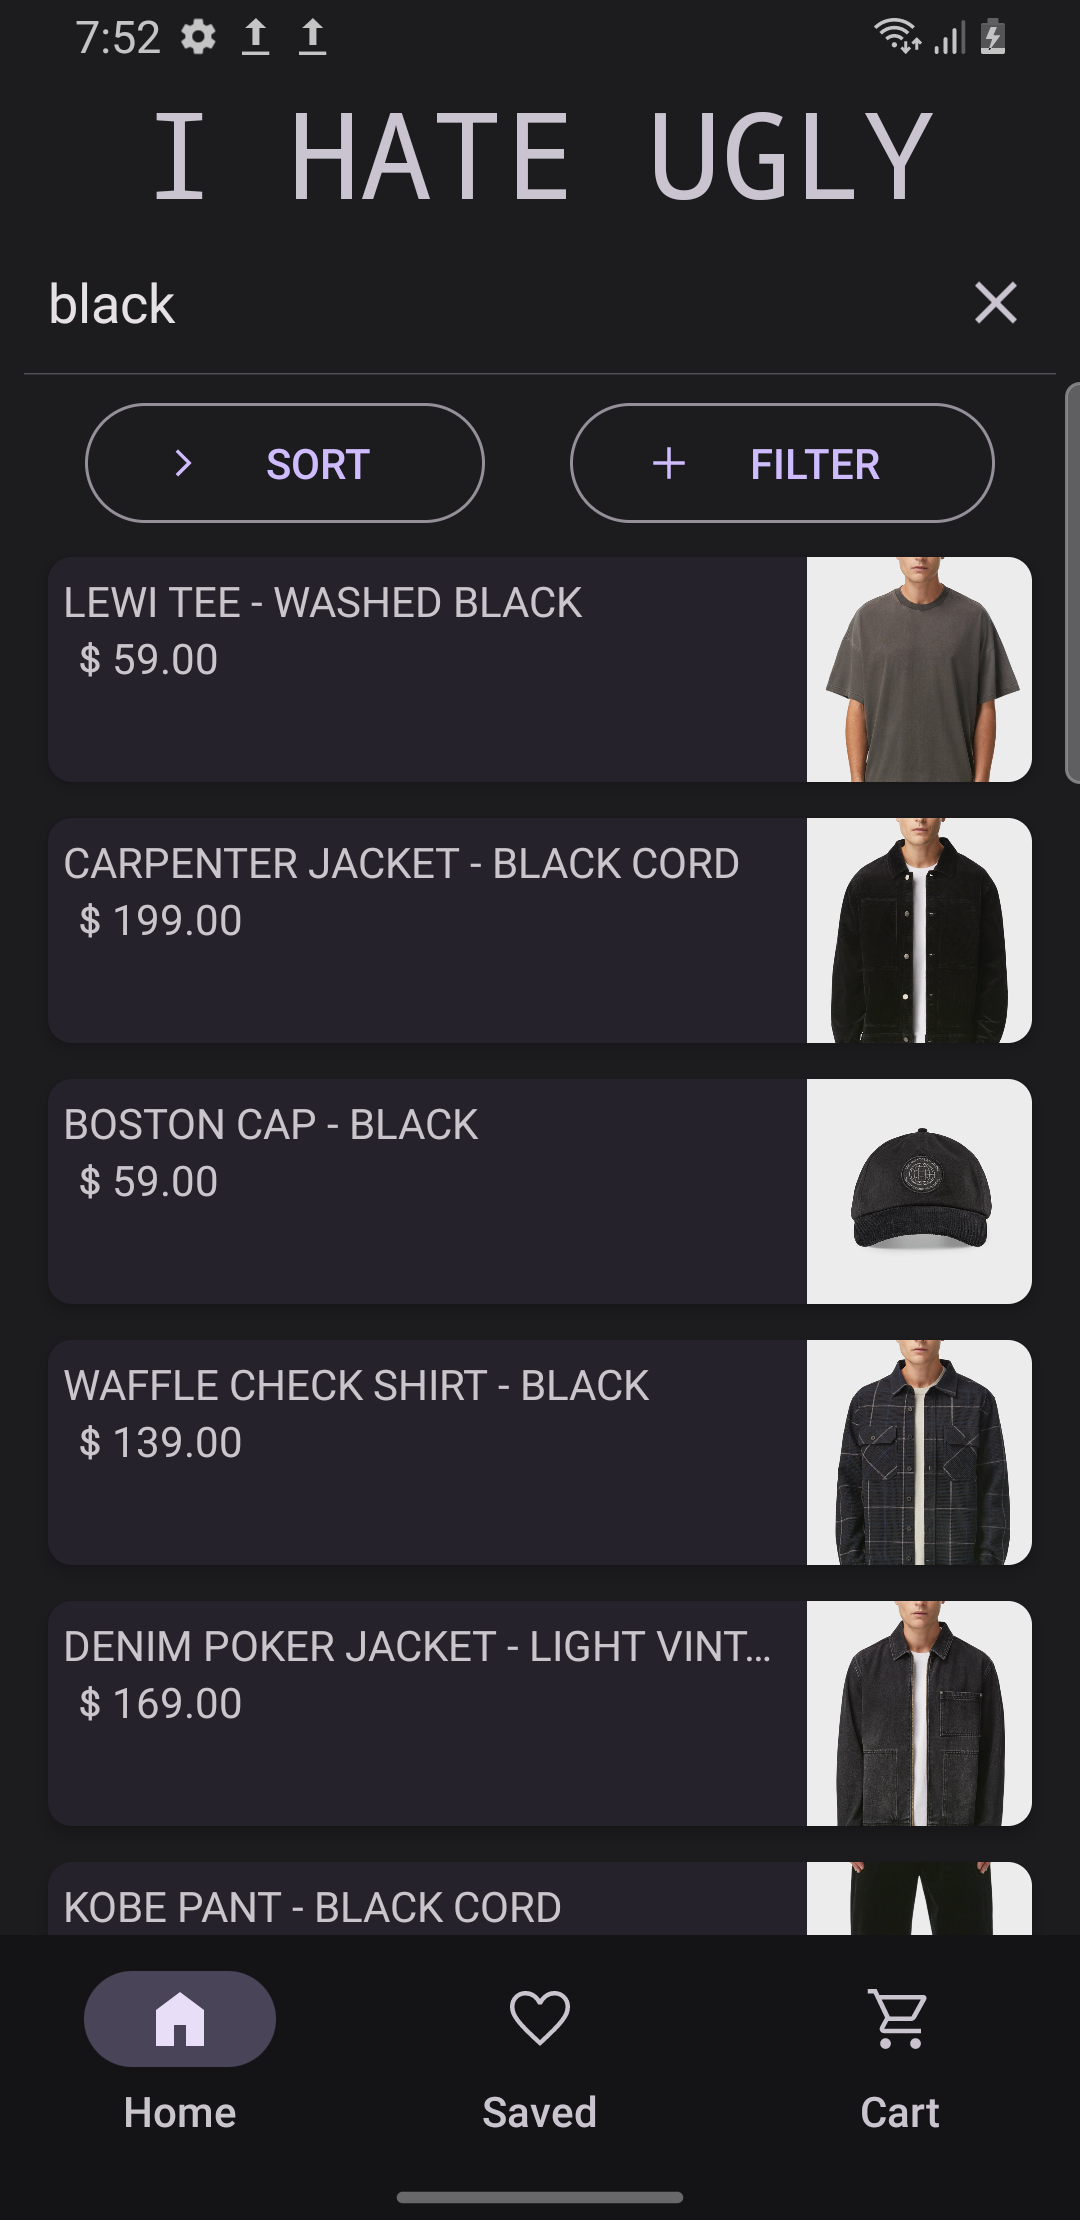 7:52
I HATE UGLY
black
SORT
FILTER
LEWI TEE - WASHED BLACK
$ 59.00
CARPENTER JACKET - BLACK CORD
$ 199.00
BOSTON CAP - BLACK
$ 59.00
WAFFLE CHECK SHIRT - BLACK
$ 139.00
DENIM POKER JACKET - LIGHT VINT...
$ 169.00
KOBE PANT - BLACK CORD
Home
Saved
Cart